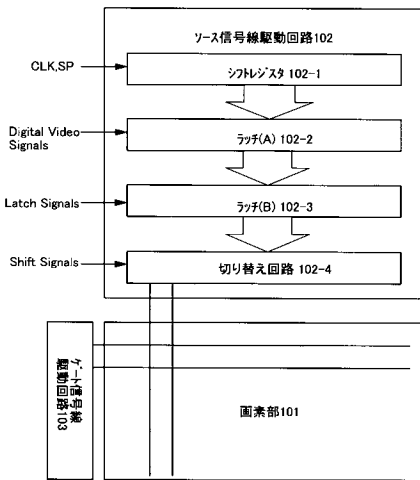 ソース信号線駆動回路102
CLK,SP
シフトレジスタ 102-1
Digital Video
Signals
ラッチ(A) 102-2
Latch Signals
ラッチ(B) 102-3
Shift Signals
切り替え回路 102-4
ゲート信号線
駆動回路103
画素部101